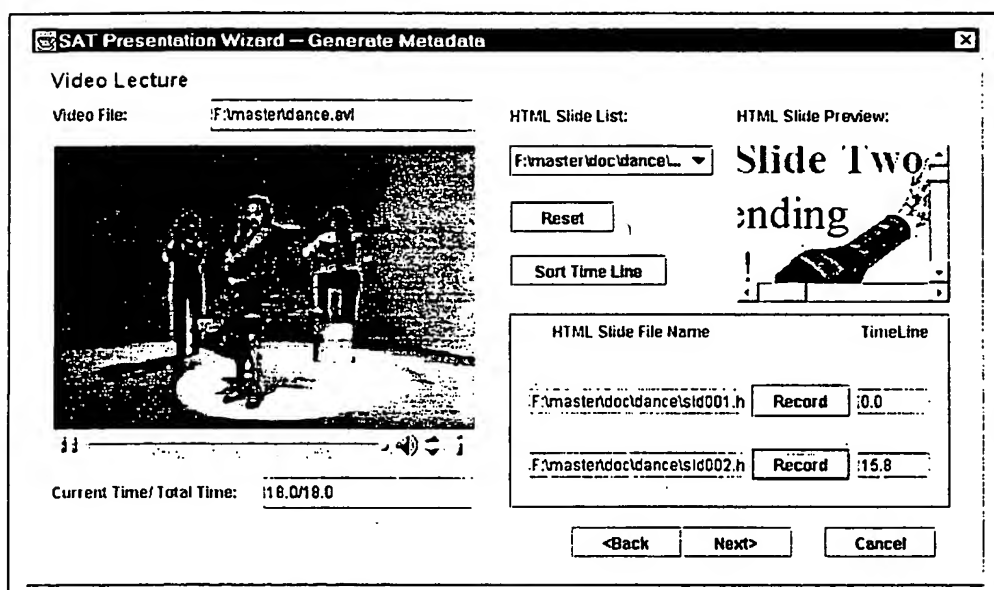 SAT Presentation Wizard — Generate Metadata
Video Lecture
Video File: F:\master\dance.avi
HTML Slide List:
F:\master\doc\dance\...
Reset
Sort Time Line
HTML Slide Preview:
Slide Two
ending
HTML Slide File Name TimeLine
F:\master\doc\dance\sld001.h Record 0.0
F:\master\doc\dance\sld002.h Record 15.8
Current Time/ Total Time: 18.0/18.0
<Back Next> Cancel